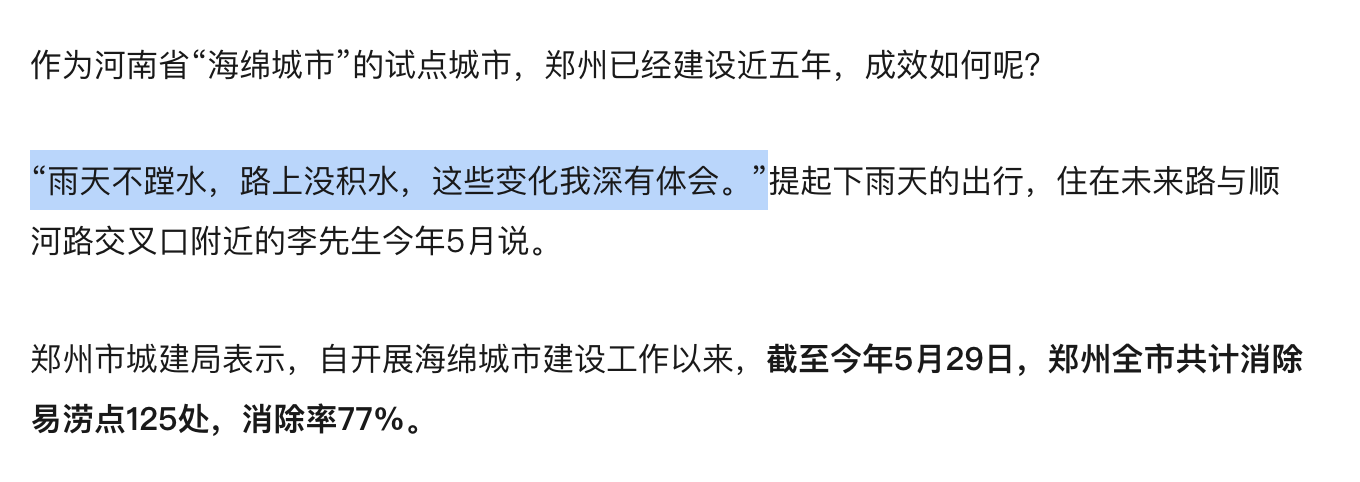 作为河南省“海绵城市”的试点城市，郑州已经建设近五年，成效如何呢？
“雨天不蹚水，路上没积水，这些变化我深有体会。”提起下雨天的出行，住在未来路与顺
河路交叉口附近的李先生今年5月说。
郑州市城建局表示，自开展海绵城市建设工作以来，截至今年5月29日，郑州全市共计消除
易涝点125处，消除率77%。